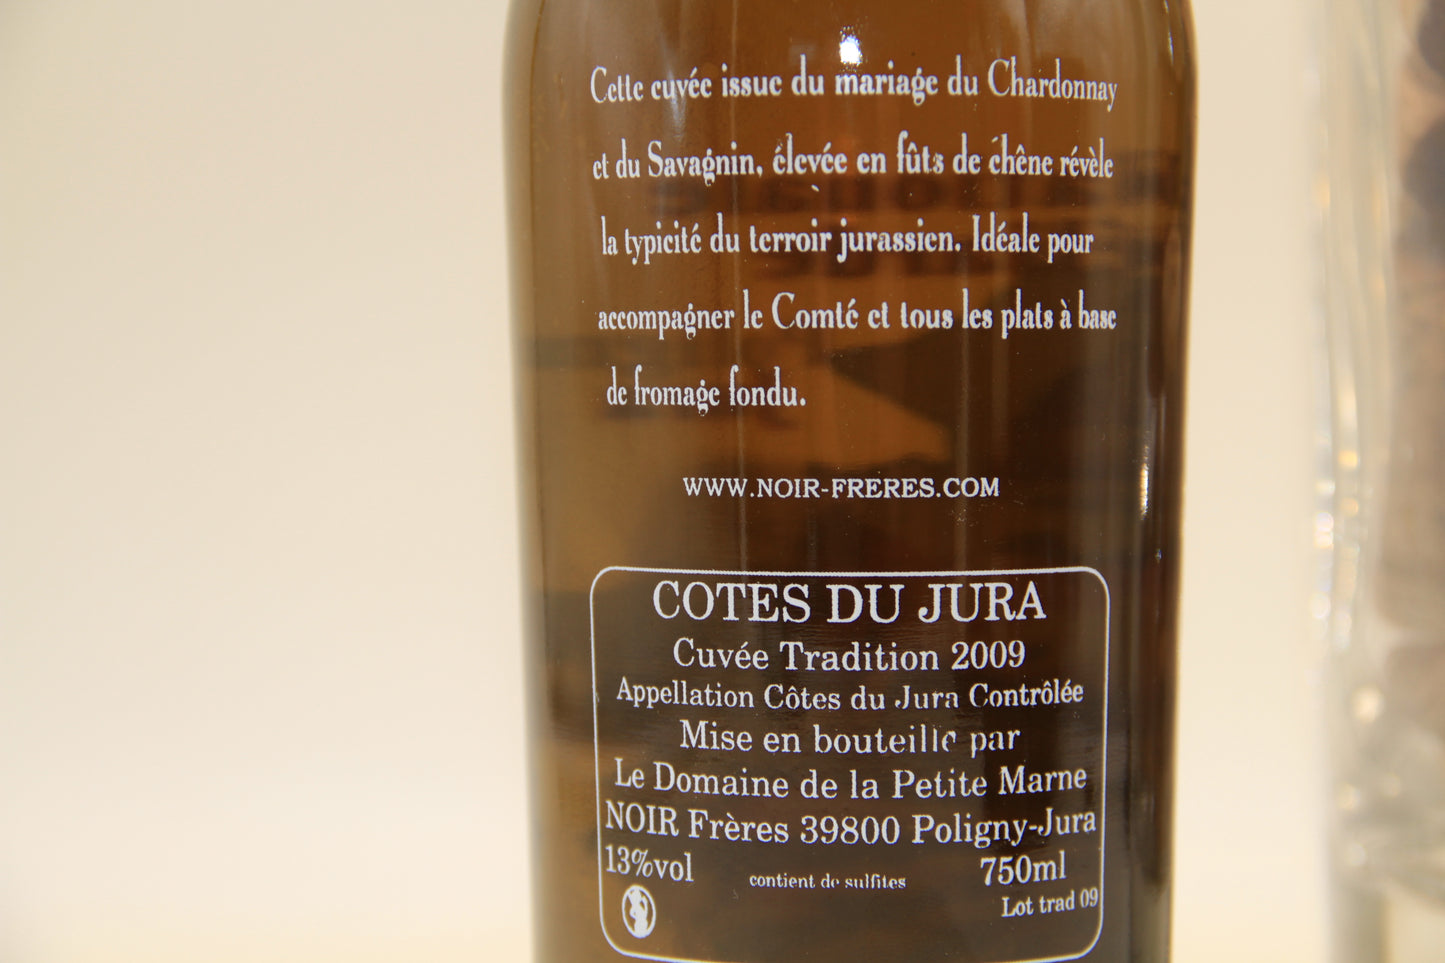 Cette cuvée issue du mariage du Chardonnay
et du Savagnin, élevée en fûts de chêne révèle
la typicité du terroir jurassien. Idéale pour
accompagner le Comté et tous les plats à base
de fromage fondu.
WWW.NOIR-FRERES.COM
COTES DU JURA
Cuvée Tradition 2009
Appellation Côtes du Jura Contrôlée
Mise en bouteille par
Le Domaine de la Petite Marne
NOIR Frères 39800 Poligny-Jura
13%vol
contient de sulfites
750ml
Lot trad 09